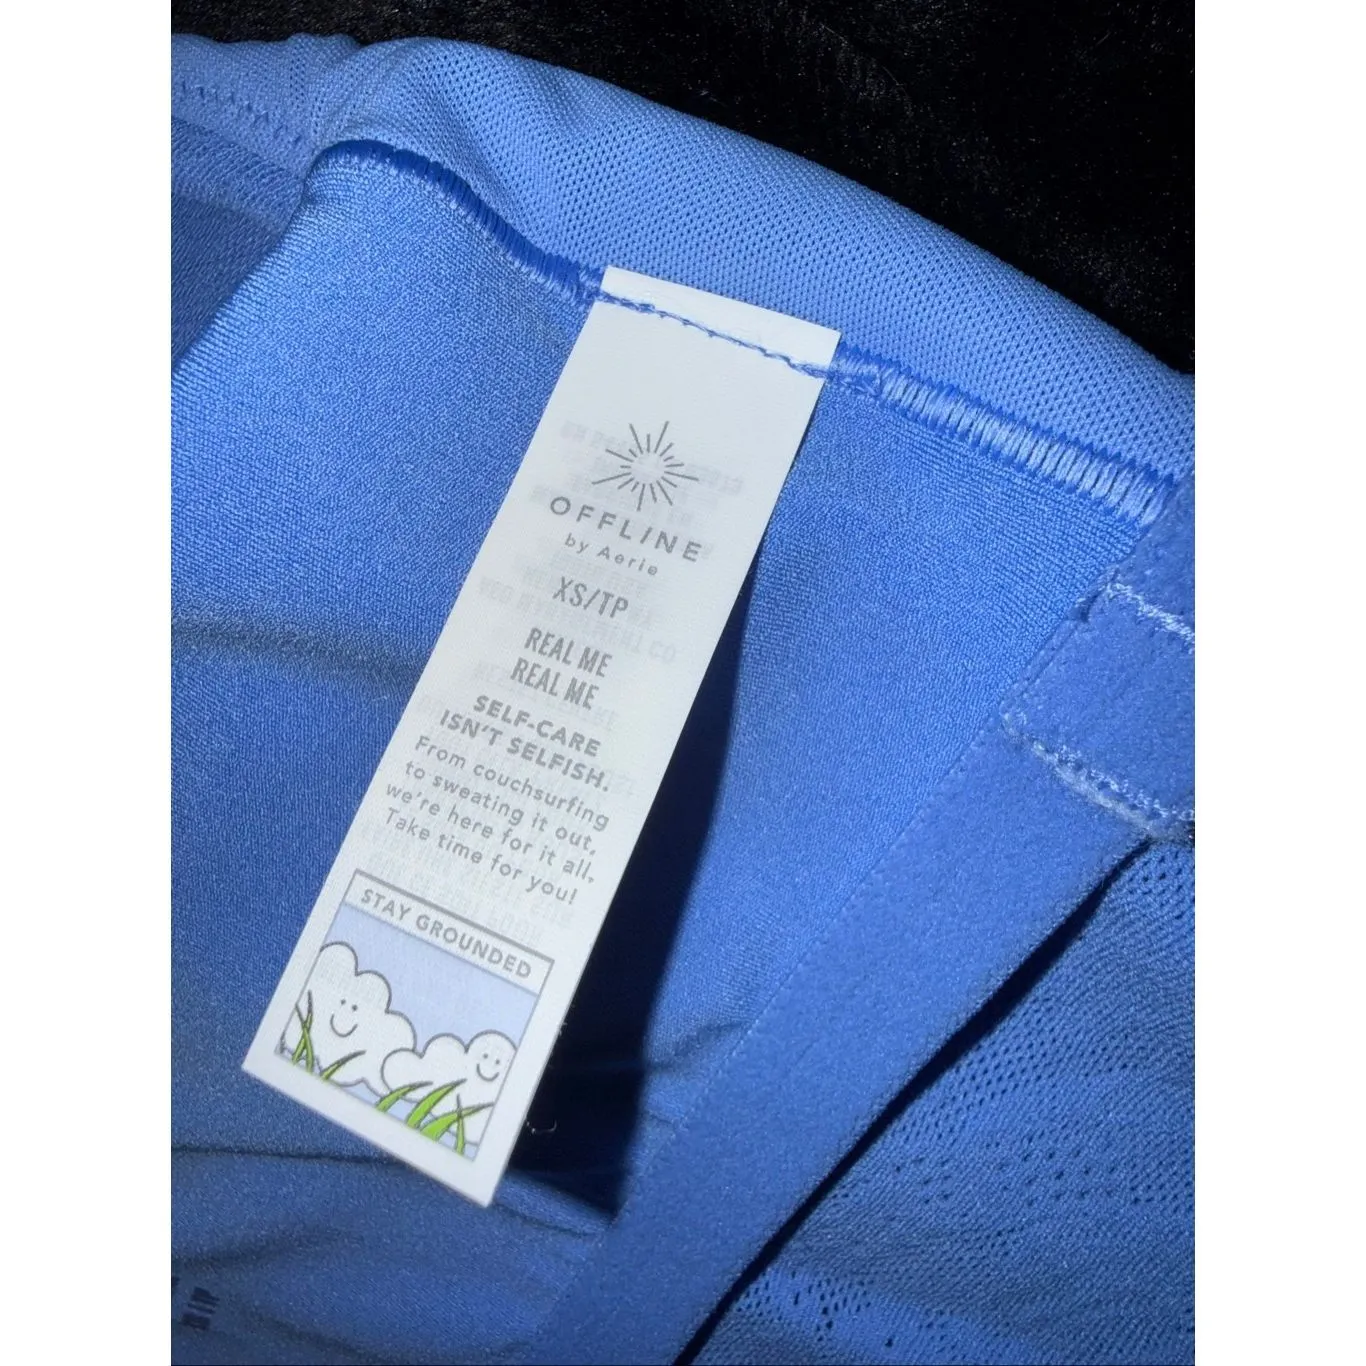 OFFLINE
by Aerie
XS/TP
REAL ME
REAL ME
SELF-CARE
ISN'T SELFISH.
From couchsurfing
to sweating it out,
we're here for it all.
Take time for you!
STAY GROUNDED